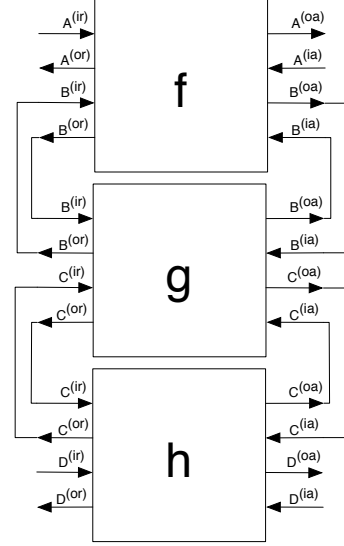 A(ir) A(oa)
A(or) A(ia)
B(ir) f B(oa)
B(or) B(ia)
B(ir) B(oa)
B(or) B(ia)
C(ir) g C(oa)
C(or) C(ia)
C(ir) C(oa)
C(or) C(ia)
D(ir) h D(oa)
D(or) D(ia)